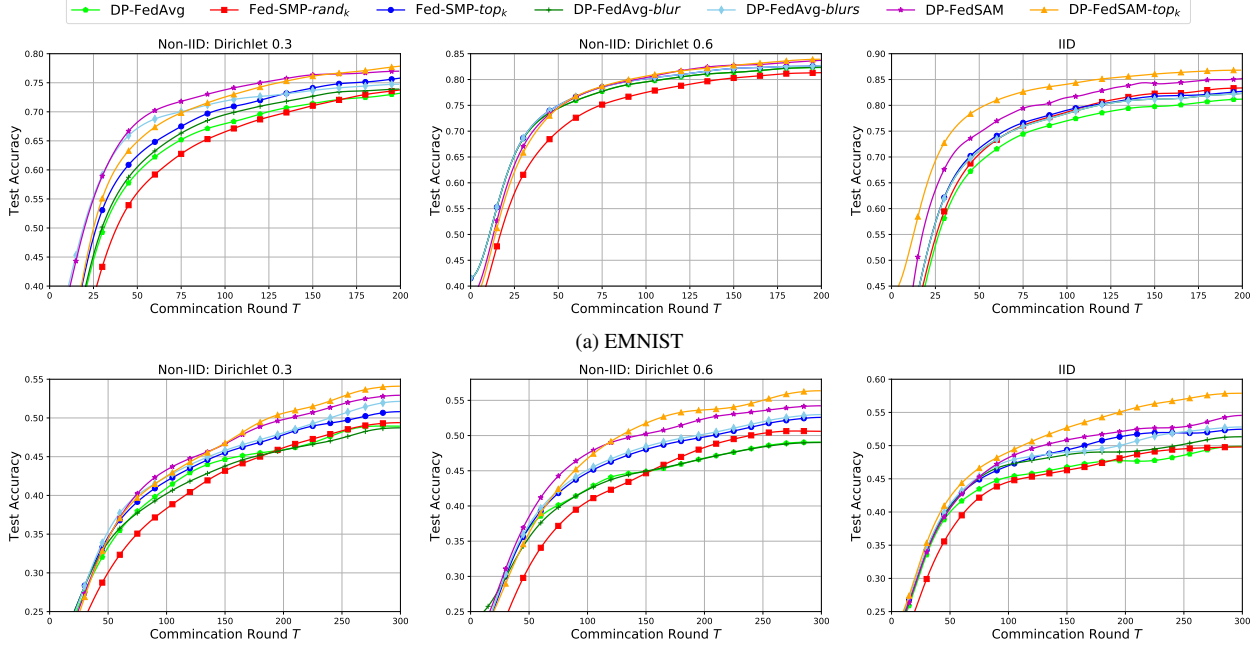 DP-FedAvg Fed-SMP-rand_k Fed-SMP-top_k DP-FedAvg-blur DP-FedAvg-blurs DP-FedSAM DP-FedSAM-top_k
Non-IID: Dirichlet 0.3
Test Accuracy
0.80
0.75
0.70
0.65
0.60
0.55
0.50
0.45
0.40
0 25 50 75 100 125 150 175 200
Commincation Round T
Non-IID: Dirichlet 0.6
Test Accuracy
0.85
0.80
0.75
0.70
0.65
0.60
0.55
0.50
0.45
0.40
0 25 50 75 100 125 150 175 200
Commincation Round T
IID
Test Accuracy
0.90
0.85
0.80
0.75
0.70
0.65
0.60
0.55
0.50
0.45
0 25 50 75 100 125 150 175 200
Commincation Round T
(a) EMNIST
Non-IID: Dirichlet 0.3
Test Accuracy
0.55
0.50
0.45
0.40
0.35
0.30
0.25
0 50 100 150 200 250 300
Commincation Round T
Non-IID: Dirichlet 0.6
Test Accuracy
0.55
0.50
0.45
0.40
0.35
0.30
0.25
0 50 100 150 200 250 300
Commincation Round T
IID
Test Accuracy
0.60
0.55
0.50
0.45
0.40
0.35
0.30
0.25
0 50 100 150 200 250 300
Commincation Round T